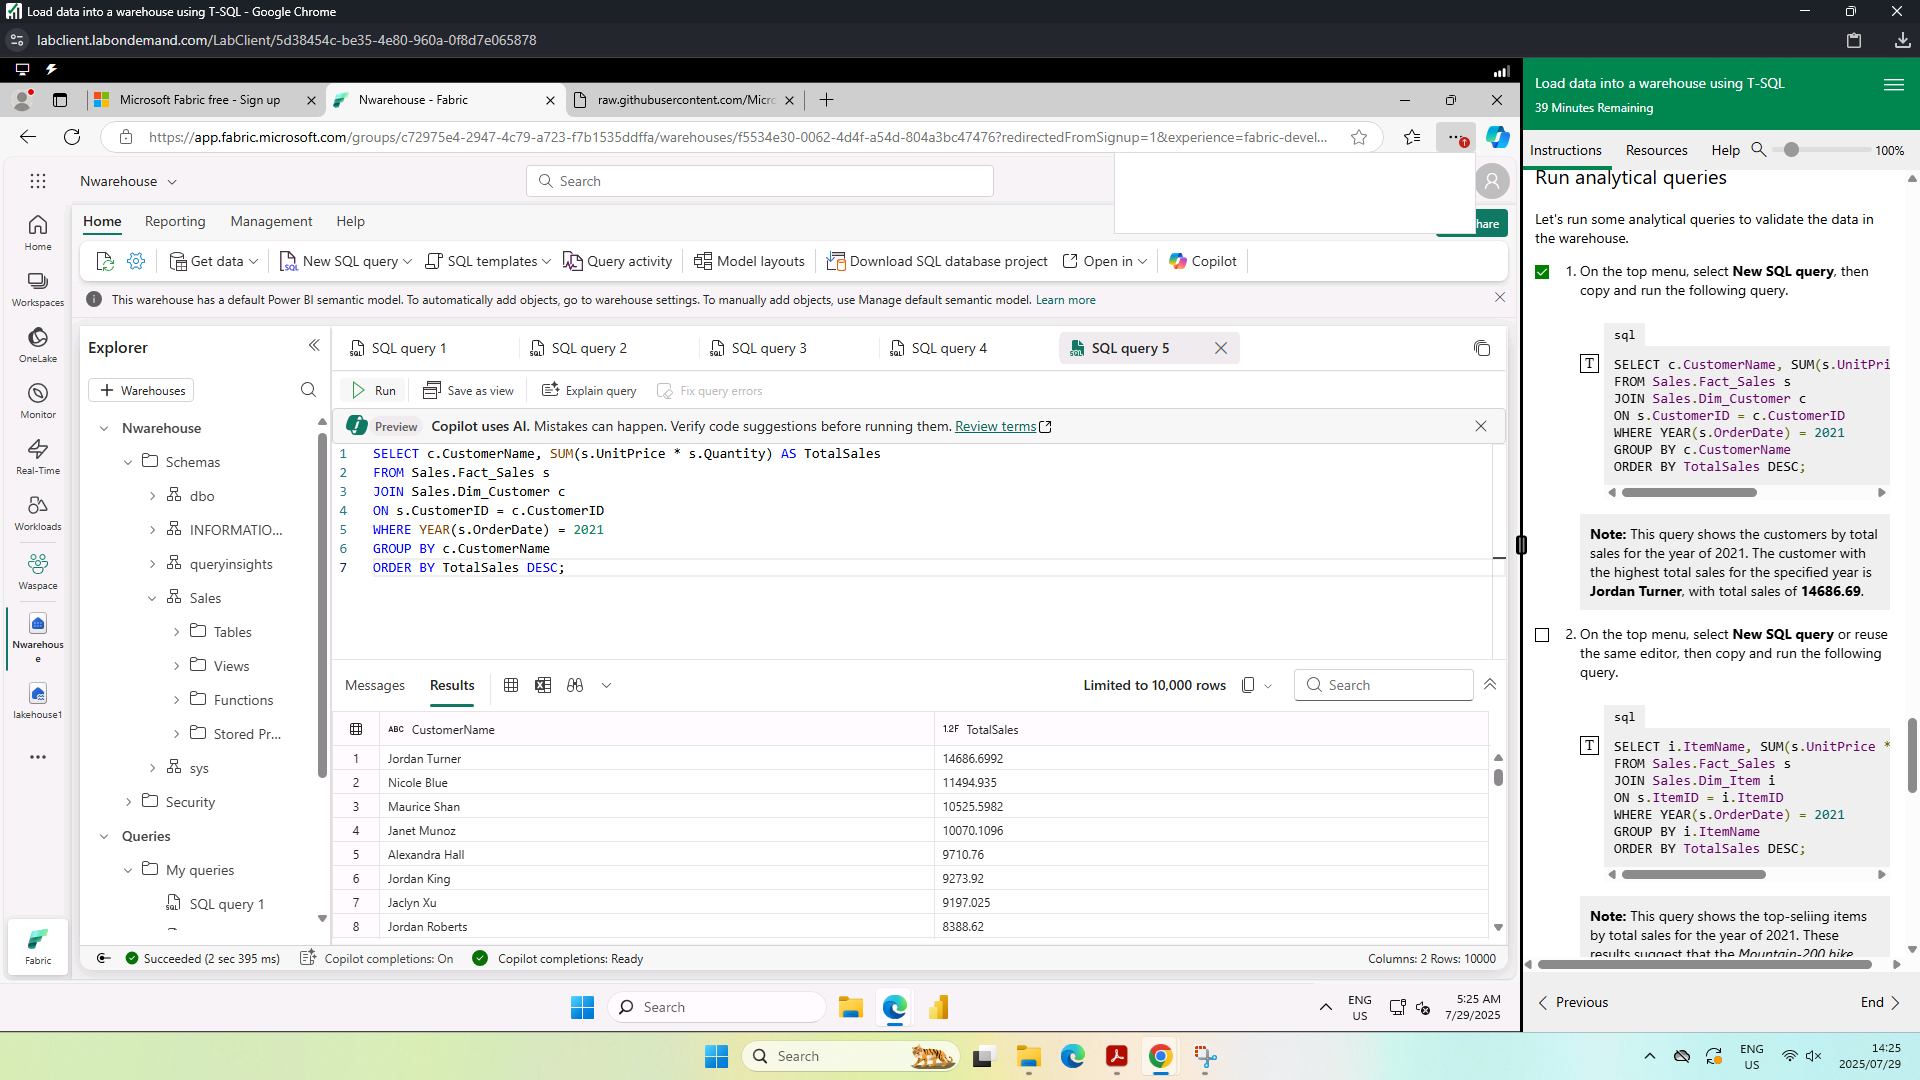 Load data into a warehouse using T-SQL - Google Chrome
labclient.labondemand.com/LabClient/5d38454c-be35-4e80-960a-0f8d7e065878
Microsoft Fabric free - Sign up
Nwarehouse - Fabric
raw.githubusercontent.com/Micr
https://app.fabric.microsoft.com/groups/c72975e4-2947-4c79-a723-f7b1535ddffa/warehouses/f5534e30-0062-4d4f-a54d-804a3bc47476?redirectedFromSignup=1&experience=fabric-devel...
Nwarehouse
Search
Home
Reporting
Management
Help
hare
Get data
New SQL query
SQL templates
Query activity
Model layouts
Download SQL database project
Open in
Copilot
This warehouse has a default Power BI semantic model. To automatically add objects, go to warehouse settings. To manually add objects, use Manage default semantic model. Learn more
Home
Workspaces
OneLake
Monitor
Real-Time
Workloads
Waspace
Nwarehous
e
lakehouse1
Fabric
Explorer
Warehouses
Nwarehouse
Schemas
dbo
INFORMATIO...
queryinsights
Sales
Tables
Views
Functions
Stored Pr...
sys
Security
Queries
My queries
SQL query 1
SQL query 1
SQL query 2
SQL query 3
SQL query 4
SQL query 5
Run
Save as view
Explain query
Fix query errors
Preview
Copilot uses AI. Mistakes can happen. Verify code suggestions before running them. Review terms
1 SELECT c.CustomerName, SUM(s.UnitPrice * s.Quantity) AS TotalSales
2 FROM Sales.Fact_Sales s
3 JOIN Sales.Dim_Customer c
4 ON s.CustomerID = c.CustomerID
5 WHERE YEAR(s.OrderDate) = 2021
6 GROUP BY c.CustomerName
7 ORDER BY TotalSales DESC;
Messages
Results
Limited to 10,000 rows
Search
ABC CustomerName 1.2F TotalSales
1 Jordan Turner 14686.6992
2 Nicole Blue 11494.935
3 Maurice Shan 10525.5982
4 Janet Munoz 10070.1096
5 Alexandra Hall 9710.76
6 Jordan King 9273.92
7 Jaclyn Xu 9197.025
8 Jordan Roberts 8388.62
Succeeded (2 sec 395 ms)
Copilot completions: On
Copilot completions: Ready
Columns: 2 Rows: 10000
Search
ENG
US
5:25 AM
7/29/2025
Load data into a warehouse using T-SQL
39 Minutes Remaining
Instructions
Resources
Help
100%
Run analytical queries
Let's run some analytical queries to validate the data in
the warehouse.
1. On the top menu, select New SQL query, then
copy and run the following query.
sql
T
SELECT c.CustomerName, SUM(s.UnitPri
FROM Sales.Fact_Sales s
JOIN Sales.Dim_Customer c
ON s.CustomerID = c.CustomerID
WHERE YEAR(s.OrderDate) = 2021
GROUP BY c.CustomerName
ORDER BY TotalSales DESC;
Note: This query shows the customers by total
sales for the year of 2021. The customer with
the highest total sales for the specified year is
Jordan Turner, with total sales of 14686.69.
2. On the top menu, select New SQL query or reuse
the same editor, then copy and run the following
query.
sql
T
SELECT i.ItemName, SUM(s.UnitPrice *
FROM Sales.Fact_Sales s
JOIN Sales.Dim_Item i
ON s.ItemID = i.ItemID
WHERE YEAR(s.OrderDate) = 2021
GROUP BY i.ItemName
ORDER BY TotalSales DESC;
Note: This query shows the top-seliing items
by total sales for the year of 2021. These
results suggest that the Mountain-200 bike
Previous
End
Search
ENG
US
14:25
2025/07/29